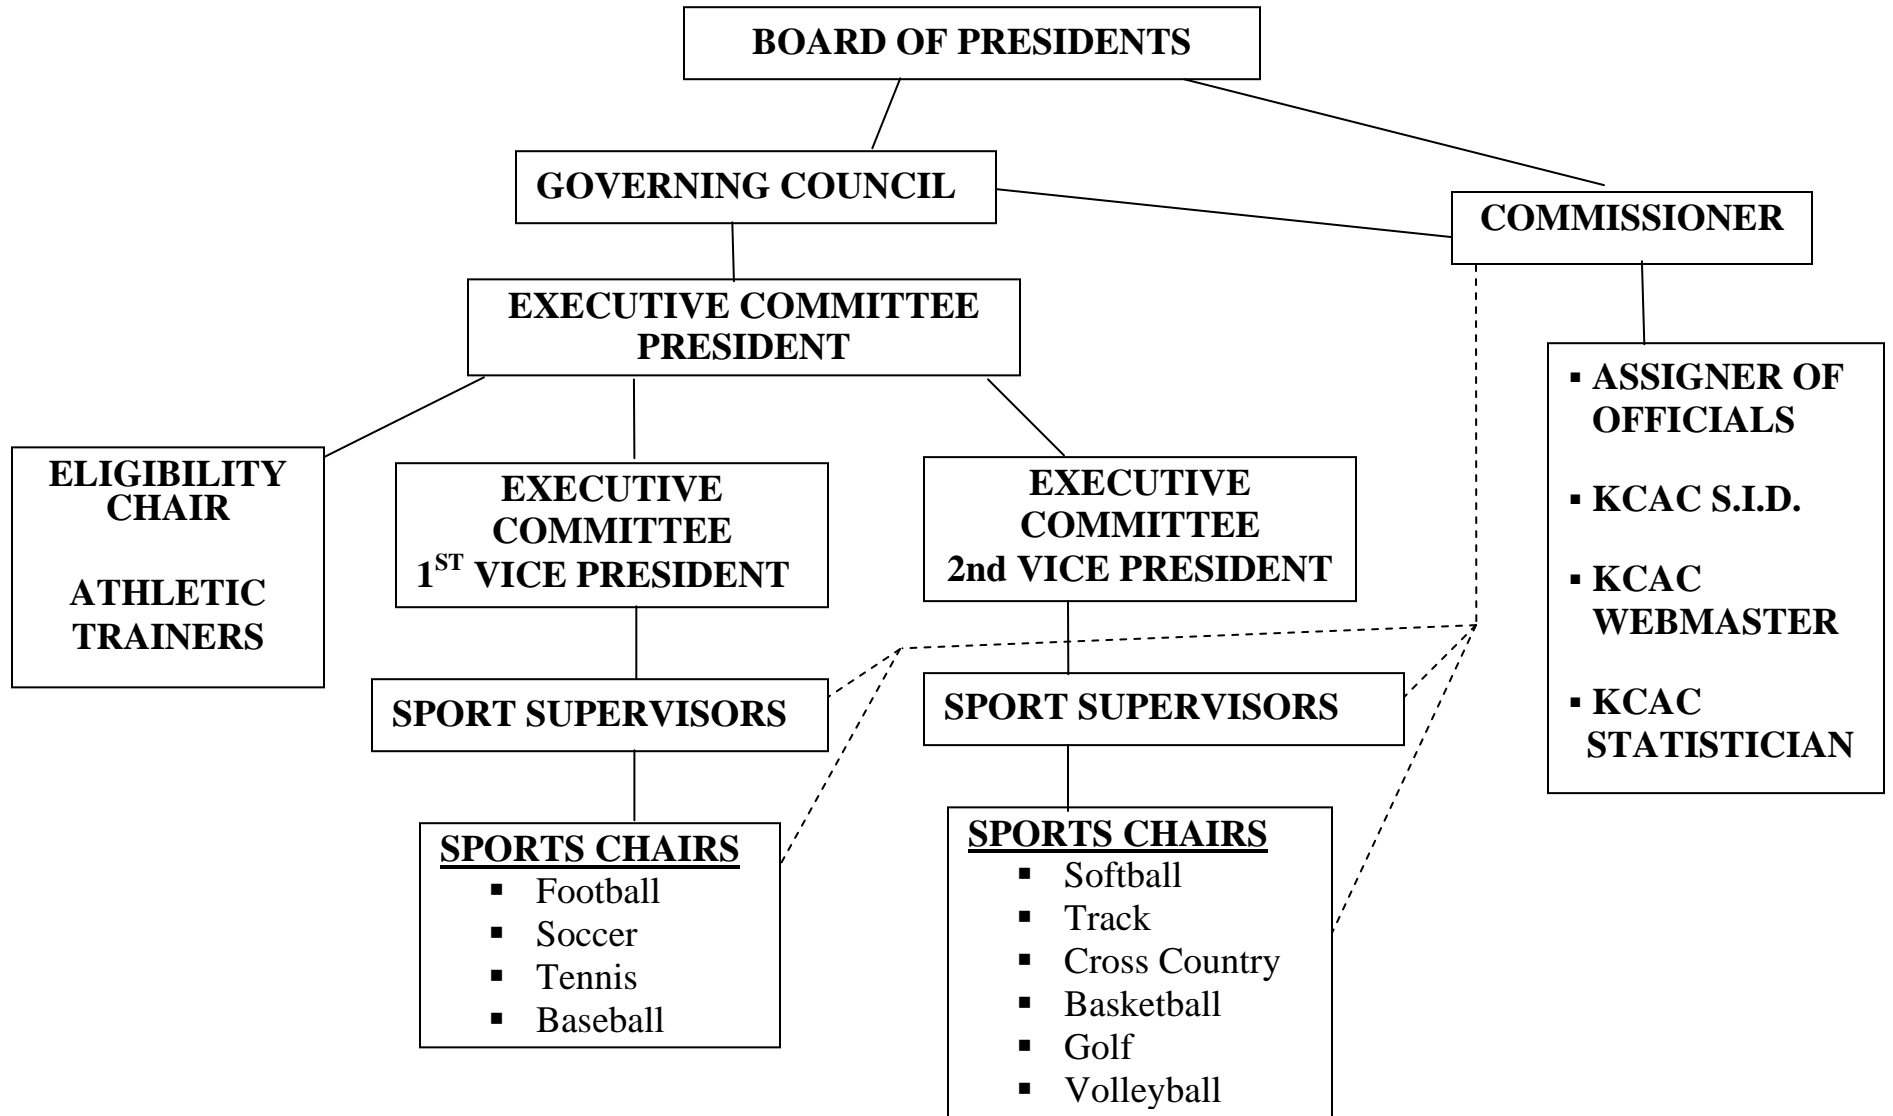 BOARD OF PRESIDENTS
GOVERNING COUNCIL
COMMISSIONER
EXECUTIVE COMMITTEE
PRESIDENT
ELIGIBILITY
CHAIR
ATHLETIC
TRAINERS
EXECUTIVE
COMMITTEE
1ST VICE PRESIDENT
EXECUTIVE
COMMITTEE
2nd VICE PRESIDENT
▪ ASSIGNER OF
OFFICIALS
▪ KCAC S.I.D.
▪ KCAC
WEBMASTER
▪ KCAC
STATISTICIAN
SPORT SUPERVISORS
SPORT SUPERVISORS
SPORTS CHAIRS
▪ Football
▪ Soccer
▪ Tennis
▪ Baseball
SPORTS CHAIRS
▪ Softball
▪ Track
▪ Cross Country
▪ Basketball
▪ Golf
▪ Volleyball